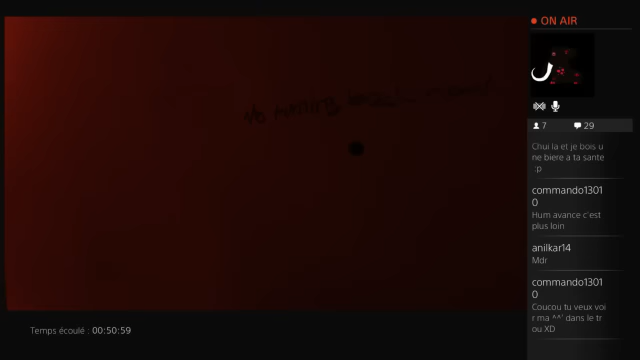 ON AIR
7 29
Chui la et je bois u
ne biere a ta sante
:p
commando1301
0
Hum avance c'est
plus loin
anilkar14
Mdr
commando1301
0
Coucou tu veux voi
r ma ^^' dans le tr
ou XD
Temps écoulé : 00:50:59